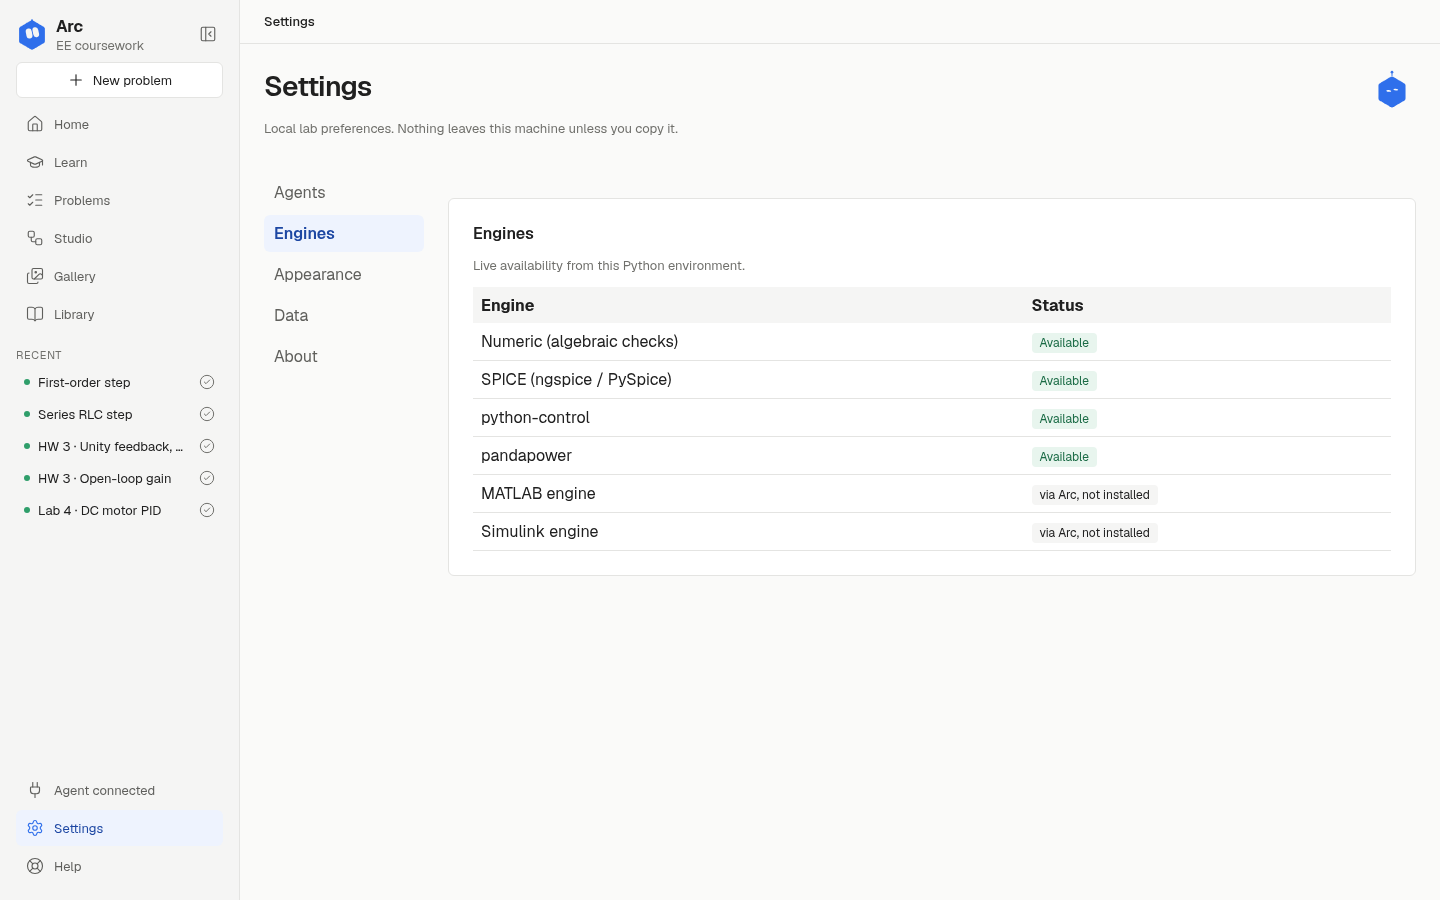 Arc
EE coursework
New problem
Home
Learn
Problems
Studio
Gallery
Library
RECENT
First-order step
Series RLC step
HW 3 · Unity feedback, ...
HW 3 · Open-loop gain
Lab 4 · DC motor PID
Agent connected
Settings
Help
Settings
Settings
Local lab preferences. Nothing leaves this machine unless you copy it.
Agents
Engines
Appearance
Data
About
Engines
Live availability from this Python environment.
Engine Status
Numeric (algebraic checks) Available
SPICE (ngspice / PySpice) Available
python-control Available
pandapower Available
MATLAB engine via Arc, not installed
Simulink engine via Arc, not installed